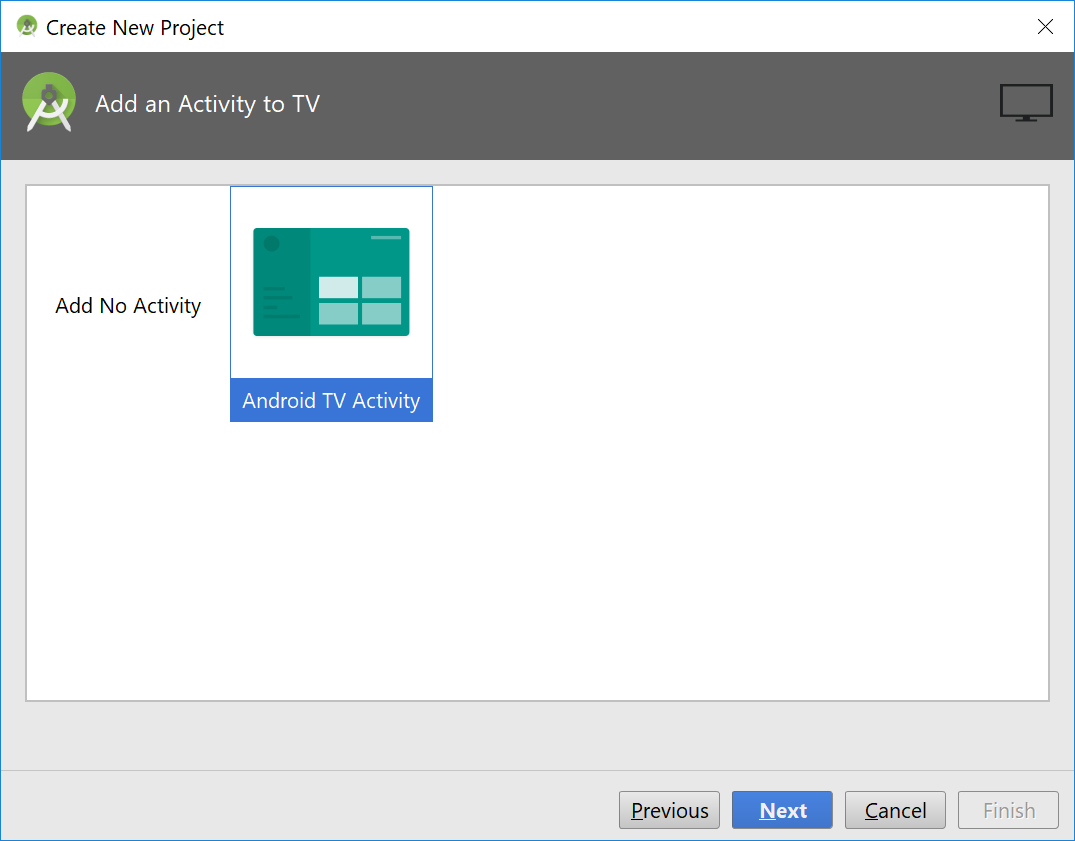 Create New Project
Add an Activity to TV
Add No Activity
Android TV Activity
Previous
Next
Cancel
Finish